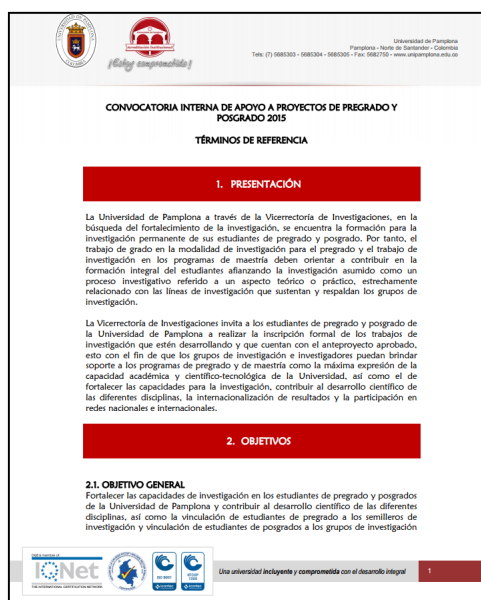 Universidad de Pamplona
Pamplona - Norte de Santander - Colombia
Tels: (7) 5685303 - 5685304 - 5685305 - Fax: 5682750 - www.unipamplona.edu.co
¡Estoy comprometido!
CONVOCATORIA INTERNA DE APOYO A PROYECTOS DE PREGRADO Y
POSGRADO 2015
TÉRMINOS DE REFERENCIA
1. PRESENTACIÓN
La Universidad de Pamplona a través de la Vicerrectoría de Investigaciones, en la
búsqueda del fortalecimiento de la investigación, se encuentra la formación para la
investigación permanente de sus estudiantes de pregrado y posgrado. Por tanto, el
trabajo de grado en la modalidad de investigación para el pregrado y el trabajo de
investigación en los programas de maestría deben orientar a contribuir en la
formación integral del estudiantes afianzando la investigación asumido como un
proceso investigativo referido a un aspecto teórico o práctico, estrechamente
relacionado con las líneas de investigación que sustentan y respaldan los grupos de
investigación.
La Vicerrectoría de Investigaciones invita a los estudiantes de pregrado y posgrado de
la Universidad de Pamplona a realizar la inscripción formal de los trabajos de
investigación que estén desarrollando y que cuentan con el anteproyecto aprobado,
esto con el fin de que los grupos de investigación e investigadores puedan brindar
soporte a los programas de pregrado y de maestría como la máxima expresión de la
capacidad académica y científico-tecnológica de la Universidad, así como el de
fortalecer las capacidades para la investigación, contribuir al desarrollo científico de
las diferentes disciplinas, la internacionalización de resultados y la participación en
redes nacionales e internacionales.
2. OBJETIVOS
2.1. OBJETIVO GENERAL
Fortalecer las capacidades de investigación en los estudiantes de pregrado y posgrados
de la Universidad de Pamplona y contribuir al desarrollo científico de las diferentes
disciplinas, así como la vinculación de estudiantes de pregrado a los semilleros de
investigación y vinculación de estudiantes de posgrados a los grupos de investigación
IQNet
THE INTERNATIONAL CERTIFICATION NETWORK
ISO 9001
Una universidad incluyente y comprometida con el desarrollo integral
1